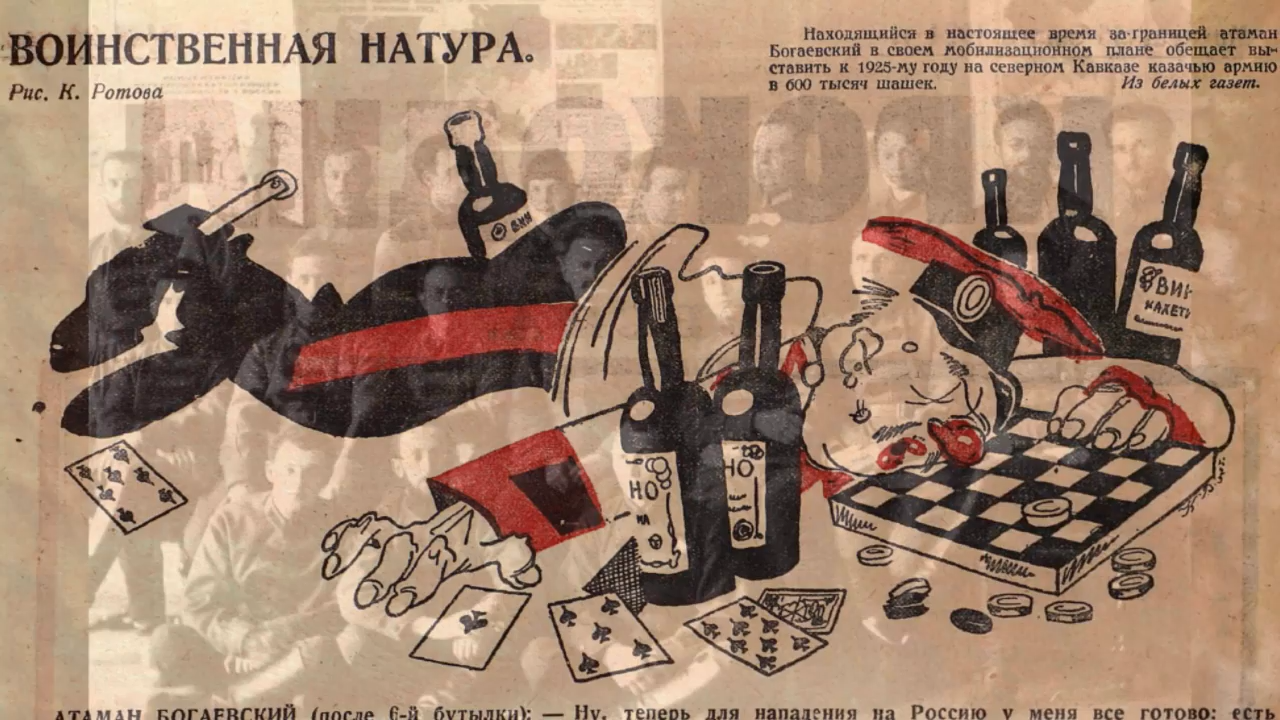 ВОИНСТВЕННАЯ НАТУРА.
Рис. К. Ротова
Находящийся в настоящее время за-границей атаман
Богаевский в своем мобилизационном плане обещает вы-
ставить к 1925-му году на северном Кавказе казачью армию
в 600 тысяч шашек.
Из белых газет.
ВИН
ВИН
КАХЕТИ
НО
НО
АТАМАН БОГАЕВСКИЙ (после 6-й бутылки): — Ну, теперь для нападения на Россию у меня все готово: есть